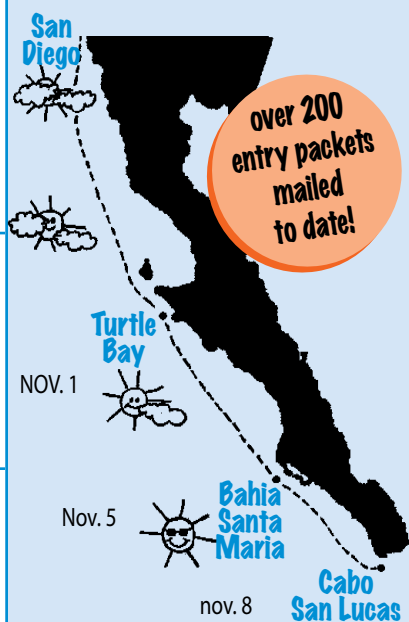 San
Diego
over 200
entry packets
mailed
to date!
Turtle
Bay
NOV. 1
Nov. 5
Bahia
Santa
Maria
nov. 8
Cabo
San Lucas